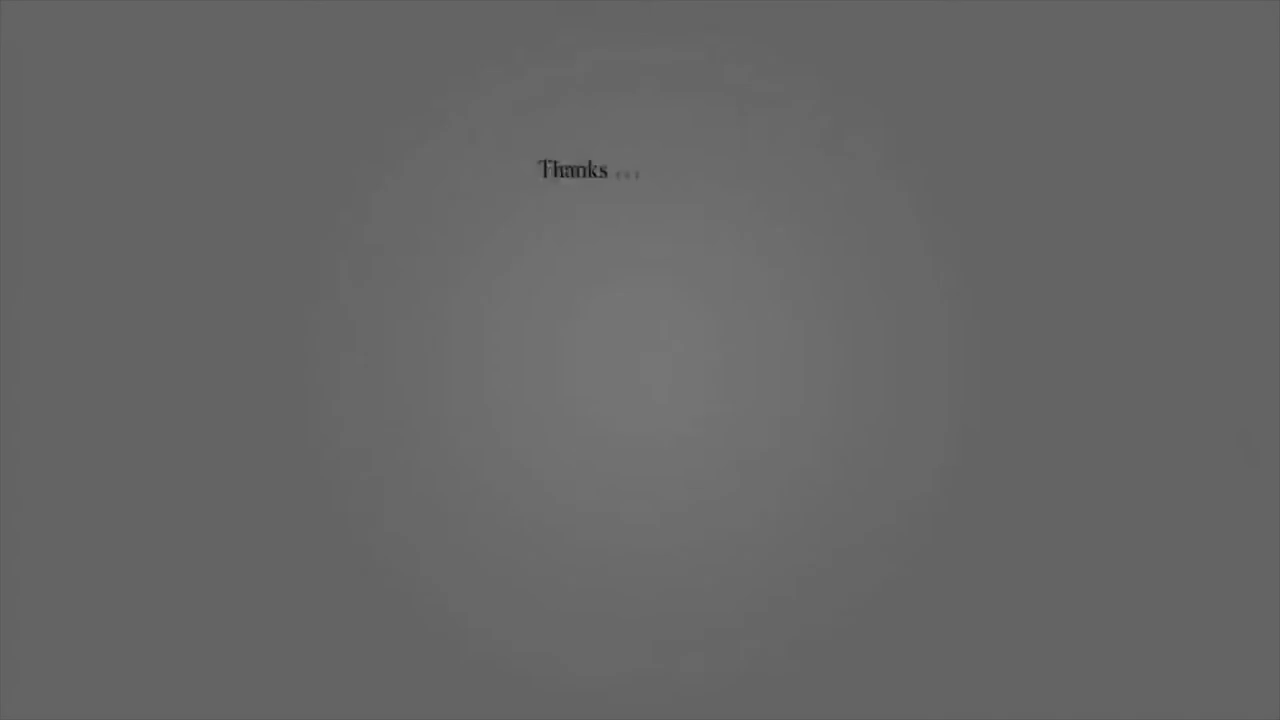 Thanks . . .